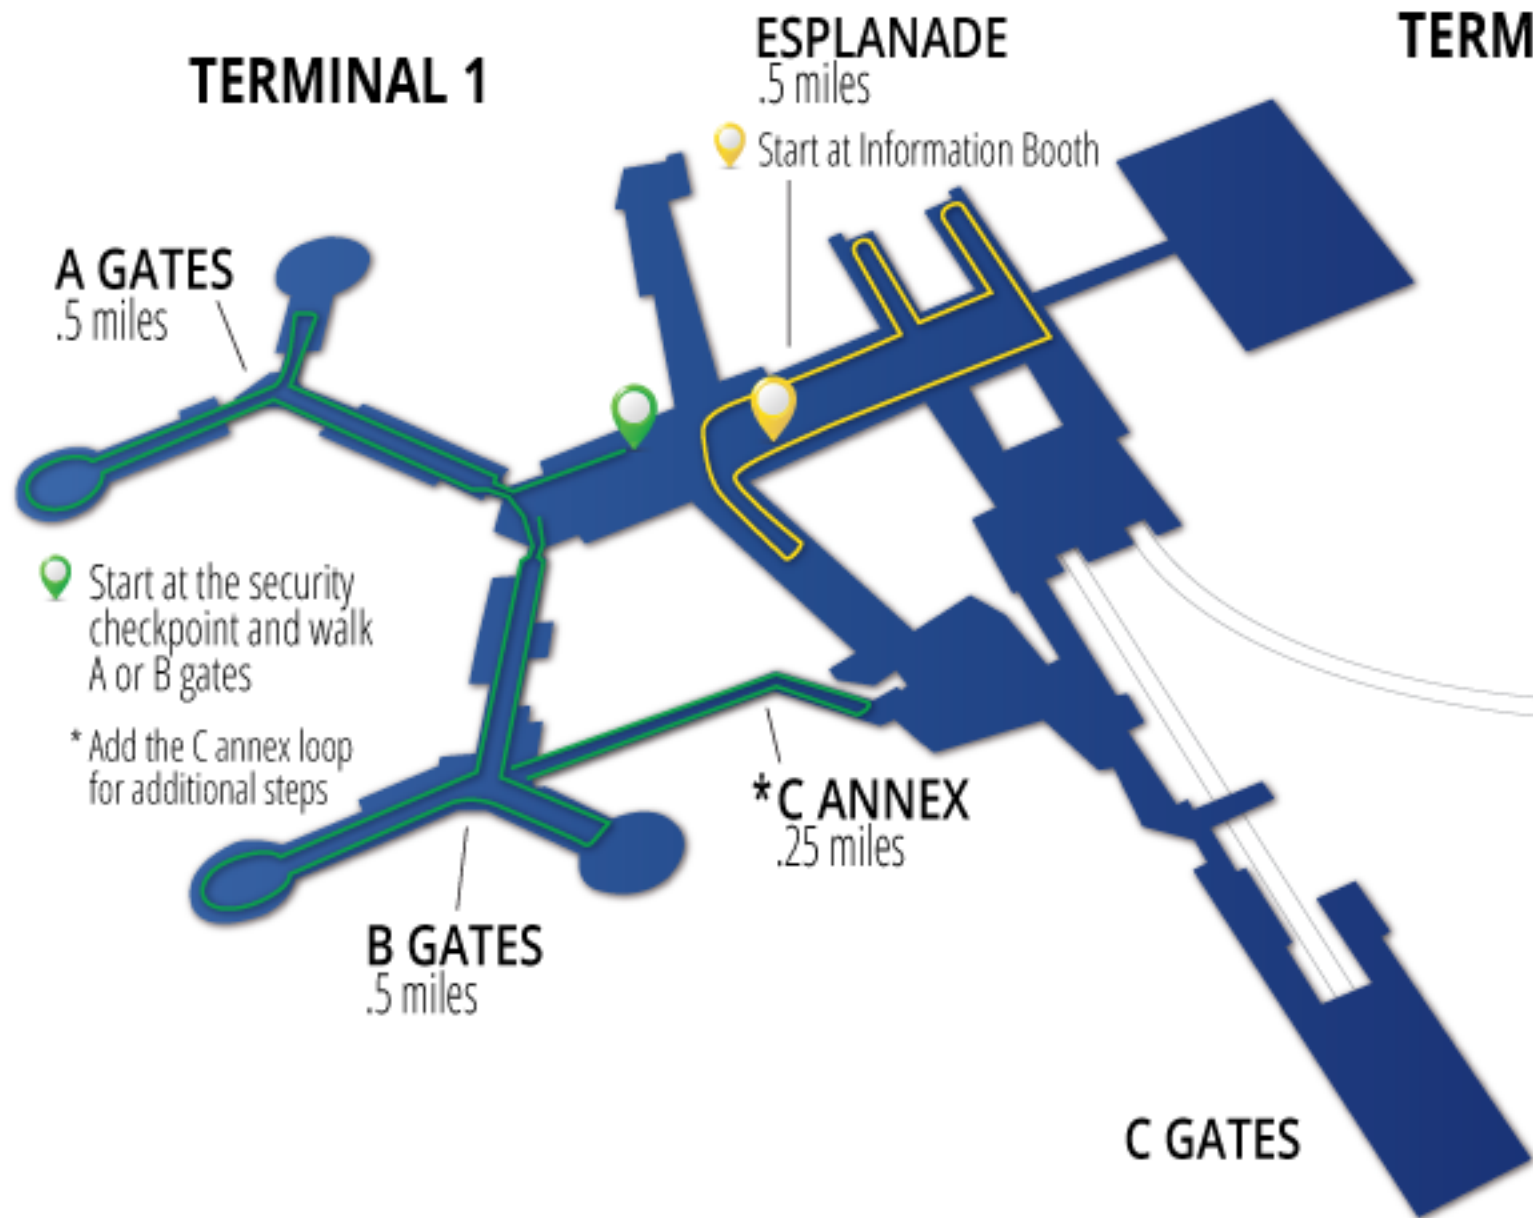 TERMINAL 1
ESPLANADE
.5 miles
Start at Information Booth
TERM
A GATES
.5 miles
Start at the security
checkpoint and walk
A or B gates
* Add the C annex loop
for additional steps
*C ANNEX
.25 miles
B GATES
.5 miles
C GATES